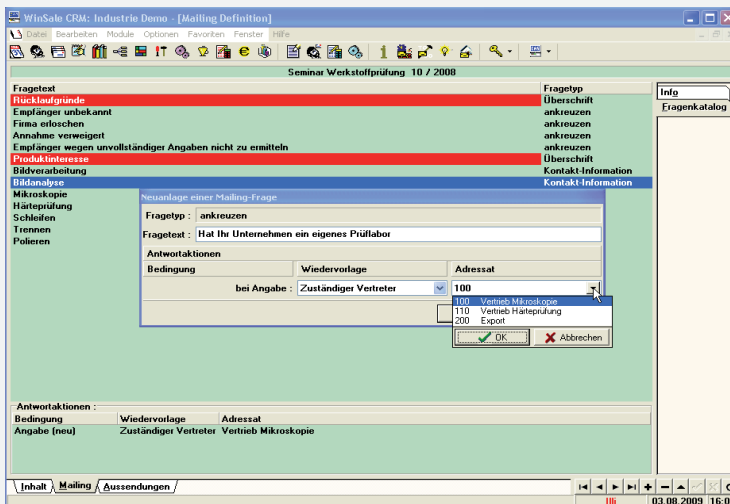 WinSale CRM: Industrie Demo - [Mailing Definition]
Datei Bearbeiten Module Optionen Favoriten Fenster Hilfe
Seminar Werkstoffprüfung 10 / 2008
Fragetext Fragetyp
Rücklaufgründe Überschrift
Empfänger unbekannt ankreuzen
Firma erloschen ankreuzen
Annahme verweigert ankreuzen
Empfänger wegen unvollständiger Angaben nicht zu ermitteln ankreuzen
Produktinteresse Überschrift
Bildverarbeitung Kontakt-Information
Bildanalyse Kontakt-Information
Mikroskopie
Härteprüfung
Schleifen
Trennen
Polieren
Info
Fragenkatalog
Neuanlage einer Mailing-Frage
Fragetyp : ankreuzen
Fragetext : Hat Ihr Unternehmen ein eigenes Prüflabor
Antwortaktionen
Bedingung Wiedervorlage Adressat
bei Angabe : Zuständiger Vertreter 100
100 Vertrieb Mikroskopie
110 Vertrieb Härteprüfung
200 Export
OK Abbrechen
Antwortaktionen :
Bedingung Wiedervorlage Adressat
Angabe (neu) Zuständiger Vertreter Vertrieb Mikroskopie
Inhalt Mailing Aussendungen
Uli 03.08.2009 16:0